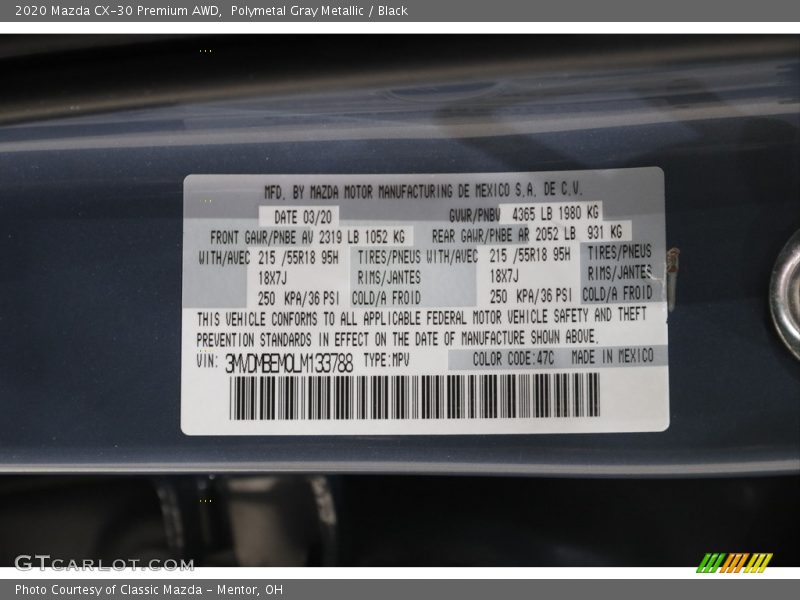 2020 Mazda CX-30 Premium AWD, Polymetal Gray Metallic / Black
MFD. BY MAZDA MOTOR MANUFACTURING DE MEXICO S.A. DE C.V.
DATE 03/20 GVWR/PNBV 4365 LB 1980 KG
FRONT GAWR/PNBE AV 2319 LB 1052 KG REAR GAWR/PNBE AR 2052 LB 931 KG
WITH/AVEC 215 /55R18 95H TIRES/PNEUS WITH/AVEC 215 /55R18 95H TIRES/PNEUS
18X7J RIMS/JANTES 18X7J RIMS/JANTES
250 KPA/36 PSI COLD/A FROID 250 KPA/36 PSI COLD/A FROID
THIS VEHICLE CONFORMS TO ALL APPLICABLE FEDERAL MOTOR VEHICLE SAFETY AND THEFT
PREVENTION STANDARDS IN EFFECT ON THE DATE OF MANUFACTURE SHOWN ABOVE.
VIN: 3MVDMBEM0LM133788 TYPE:MPV COLOR CODE:47C MADE IN MEXICO
GTCARLOT.COM
Photo Courtesy of Classic Mazda - Mentor, OH